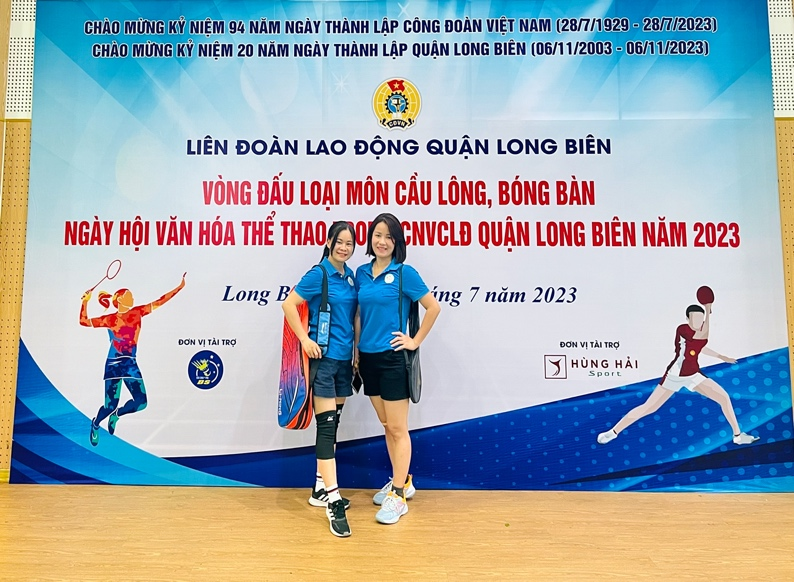 CHÀO MỪNG KỶ NIỆM 94 NĂM NGÀY THÀNH LẬP CÔNG ĐOÀN VIỆT NAM (28/7/1929 - 28/7/2023)
CHÀO MỪNG KỶ NIỆM 20 NĂM NGÀY THÀNH LẬP QUẬN LONG BIÊN (06/11/2003 - 06/11/2023)
LIÊN ĐOÀN LAO ĐỘNG QUẬN LONG BIÊN
VÒNG ĐẤU LOẠI MÔN CẦU LÔNG, BÓNG BÀN
NGÀY HỘI VĂN HÓA THỂ THAO CNVCLĐ QUẬN LONG BIÊN NĂM 2023
Long 7 năm 2023
ĐƠN VỊ TÀI TRỢ
BS
ĐƠN VỊ TÀI TRỢ
HÙNG HẢI
Sport